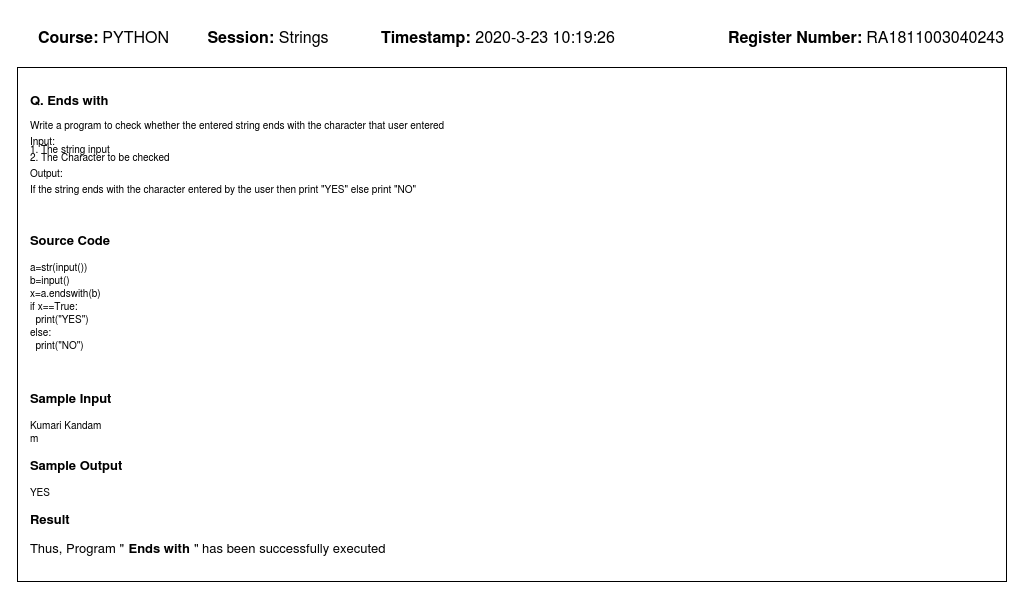 Course: PYTHON Session: Strings Timestamp: 2020-3-23 10:19:26 Register Number: RA1811003040243
Q. Ends with
Write a program to check whether the entered string ends with the character that user entered
Input:
1. The string input
2. The Character to be checked
Output:
If the string ends with the character entered by the user then print "YES" else print "NO"
Source Code
a=str(input())
b=input()
x=a.endswith(b)
if x==True:
  print("YES")
else:
  print("NO")
Sample Input
Kumari Kandam
m
Sample Output
YES
Result
Thus, Program " Ends with " has been successfully executed